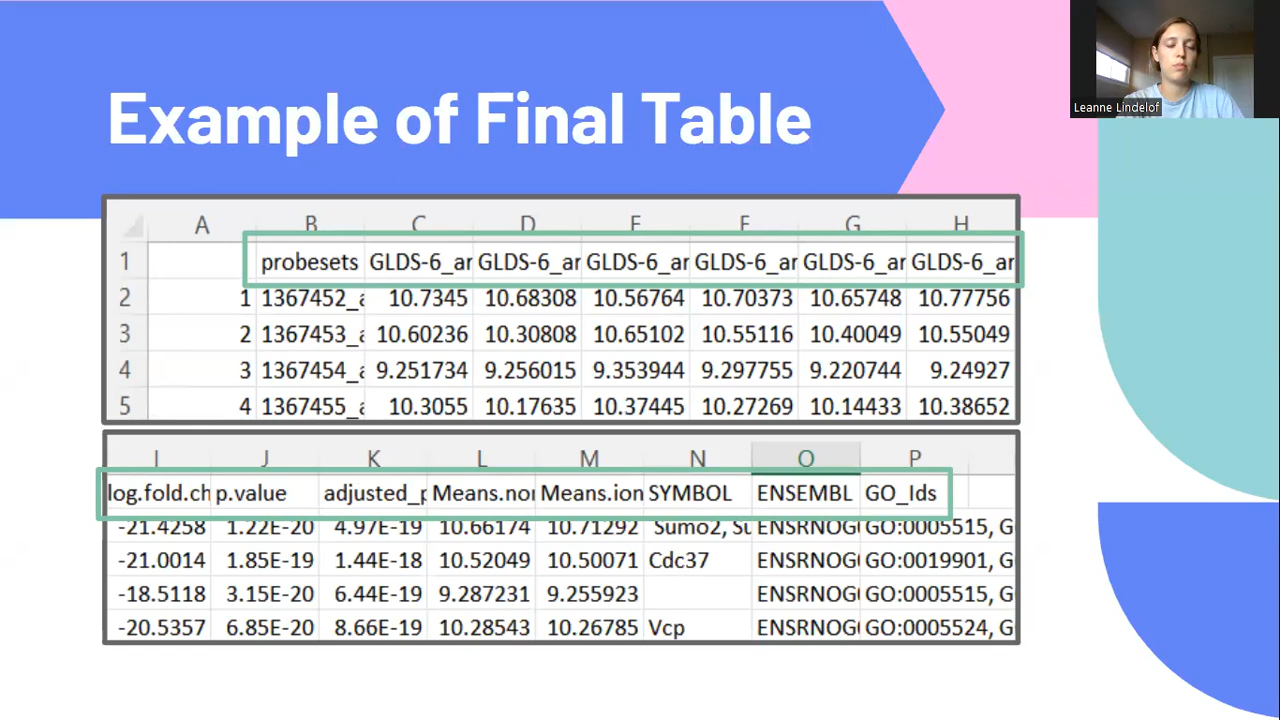 Leanne Lindelof
Example of Final Table
A B C D E F G H
1 probesets GLDS-6_ar GLDS-6_ar GLDS-6_ar GLDS-6_ar GLDS-6_ar GLDS-6_ar
2 1 1367452_a 10.7345 10.68308 10.56764 10.70373 10.65748 10.77756
3 2 1367453_a 10.60236 10.30808 10.65102 10.55116 10.40049 10.55049
4 3 1367454_a 9.251734 9.256015 9.353944 9.297755 9.220744 9.24927
5 4 1367455_a 10.3055 10.17635 10.37445 10.27269 10.14433 10.38652
I J K L M N O P
log.fold.ch p.value adjusted_p Means.nor Means.ion SYMBOL ENSEMBL GO_Ids
-21.4258 1.22E-20 4.97E-19 10.66174 10.71292 Sumo2, Su ENSRNOG0 GO:0005515, G
-21.0014 1.85E-19 1.44E-18 10.52049 10.50071 Cdc37 ENSRNOG0 GO:0019901, G
-18.5118 3.15E-20 6.44E-19 9.287231 9.255923 ENSRNOG0 GO:0005515, G
-20.5357 6.85E-20 8.66E-19 10.28543 10.26785 Vcp ENSRNOG0 GO:0005524, G